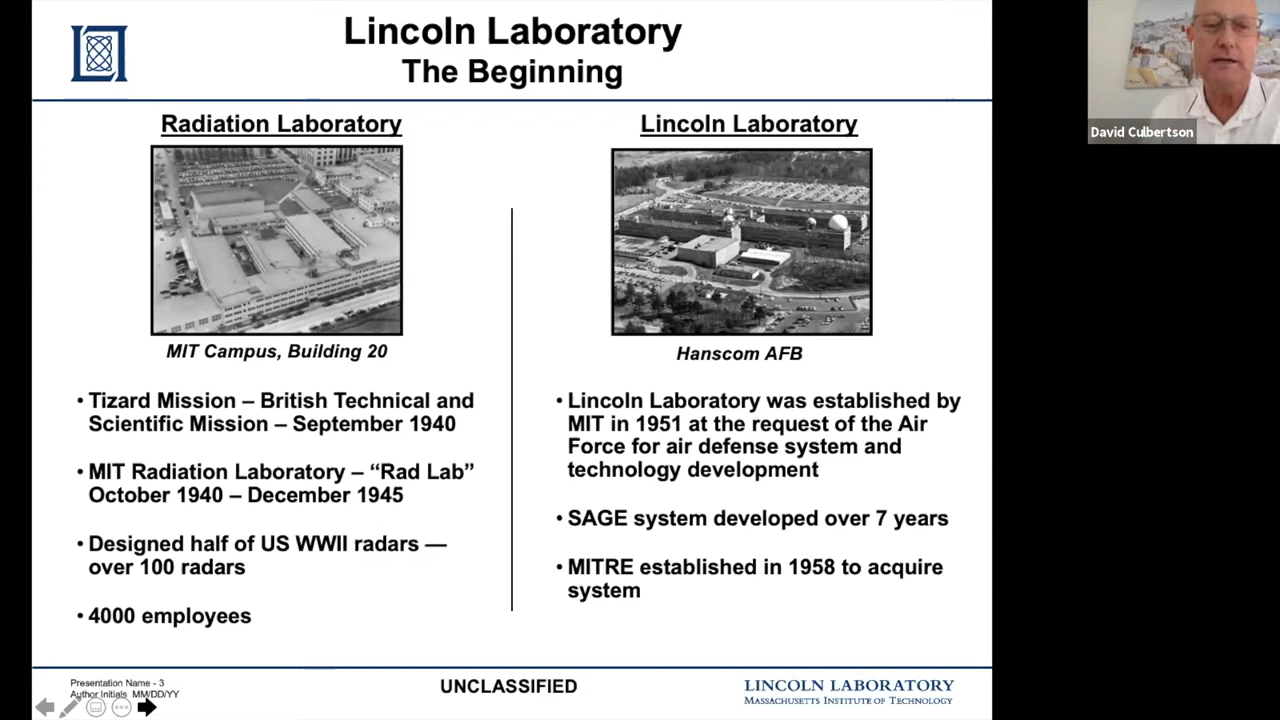 Lincoln Laboratory
The Beginning
Radiation Laboratory
MIT Campus, Building 20
• Tizard Mission – British Technical and
Scientific Mission – September 1940
• MIT Radiation Laboratory – “Rad Lab”
October 1940 – December 1945
• Designed half of US WWII radars —
over 100 radars
• 4000 employees
Lincoln Laboratory
Hanscom AFB
• Lincoln Laboratory was established by
MIT in 1951 at the request of the Air
Force for air defense system and
technology development
• SAGE system developed over 7 years
• MITRE established in 1958 to acquire
system
Presentation Name - 3
Author Initials MM/DD/YY
UNCLASSIFIED
LINCOLN LABORATORY
MASSACHUSETTS INSTITUTE OF TECHNOLOGY
David Culbertson